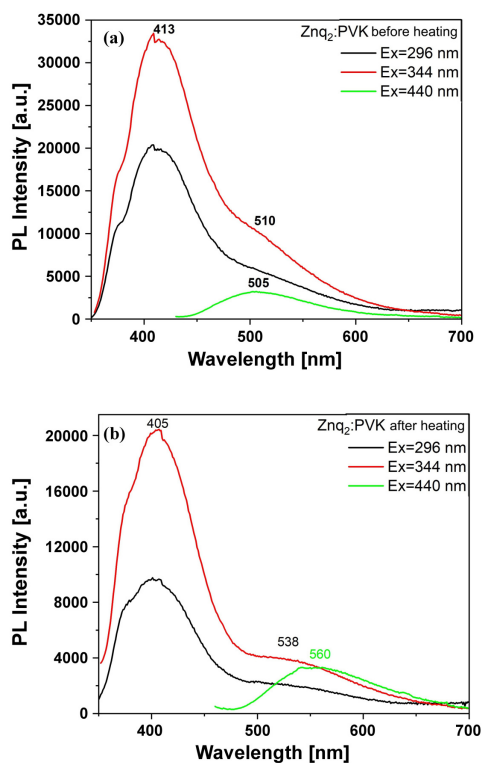 (a)
413
Znq2:PVK before heating
Ex=296 nm
Ex=344 nm
Ex=440 nm
510
505
PL Intensity [a.u.]
35000
30000
25000
20000
15000
10000
5000
0
400 500 600 700
Wavelength [nm]
(b)
405
Znq2:PVK after heating
Ex=296 nm
Ex=344 nm
Ex=440 nm
538
560
PL Intensity [a.u.]
20000
16000
12000
8000
4000
0
400 500 600 700
Wavelength [nm]